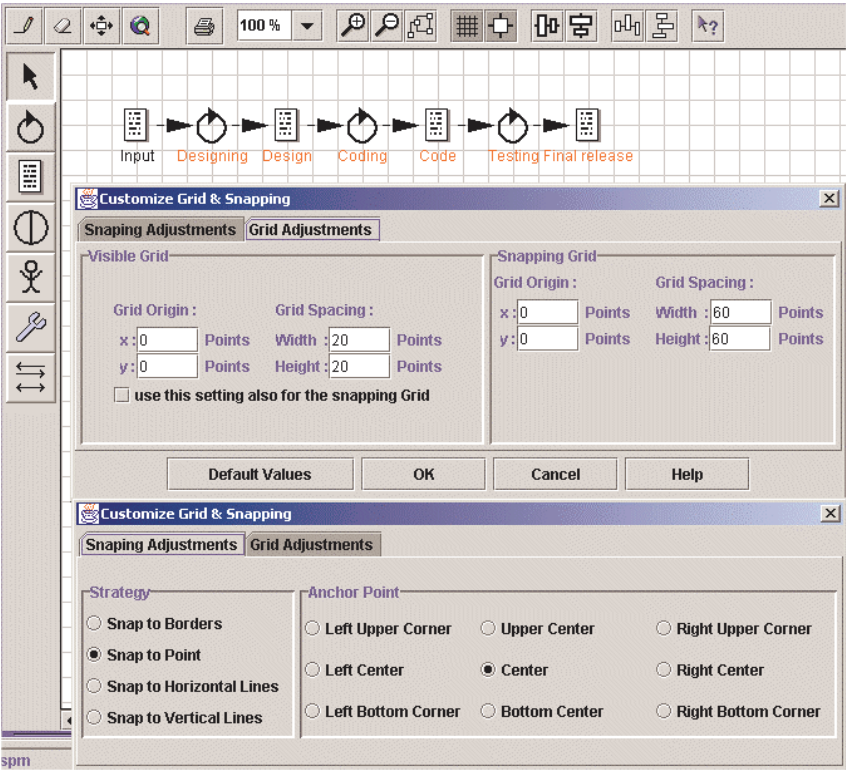 100 %
Input Designing Design Coding Code Testing Final release
Customize Grid & Snapping
Snaping Adjustments Grid Adjustments
Visible Grid
Grid Origin : Grid Spacing :
x : 0 Points Width : 20 Points
y : 0 Points Height : 20 Points
use this setting also for the snapping Grid
Snapping Grid
Grid Origin : Grid Spacing :
x : 0 Points Width : 60 Points
y : 0 Points Height : 60 Points
Default Values OK Cancel Help
Customize Grid & Snapping
Snaping Adjustments Grid Adjustments
Strategy
Snap to Borders
Snap to Point
Snap to Horizontal Lines
Snap to Vertical Lines
Anchor Point
Left Upper Corner Upper Center Right Upper Corner
Left Center Center Right Center
Left Bottom Corner Bottom Center Right Bottom Corner
spm